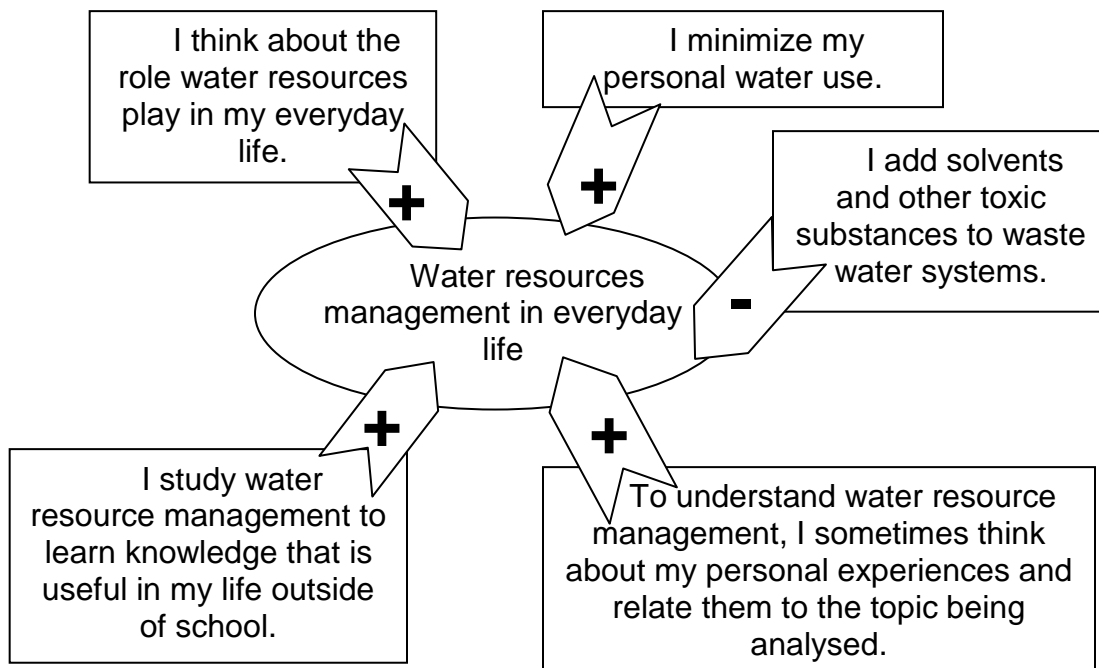 I think about the
role water resources
play in my everyday
life.
+
I minimize my
personal water use.
+
I add solvents
and other toxic
substances to waste
water systems.
-
Water resources
management in everyday
life
+
I study water
resource management to
learn knowledge that is
useful in my life outside
of school.
+
To understand water resource
management, I sometimes think
about my personal experiences and
relate them to the topic being
analysed.